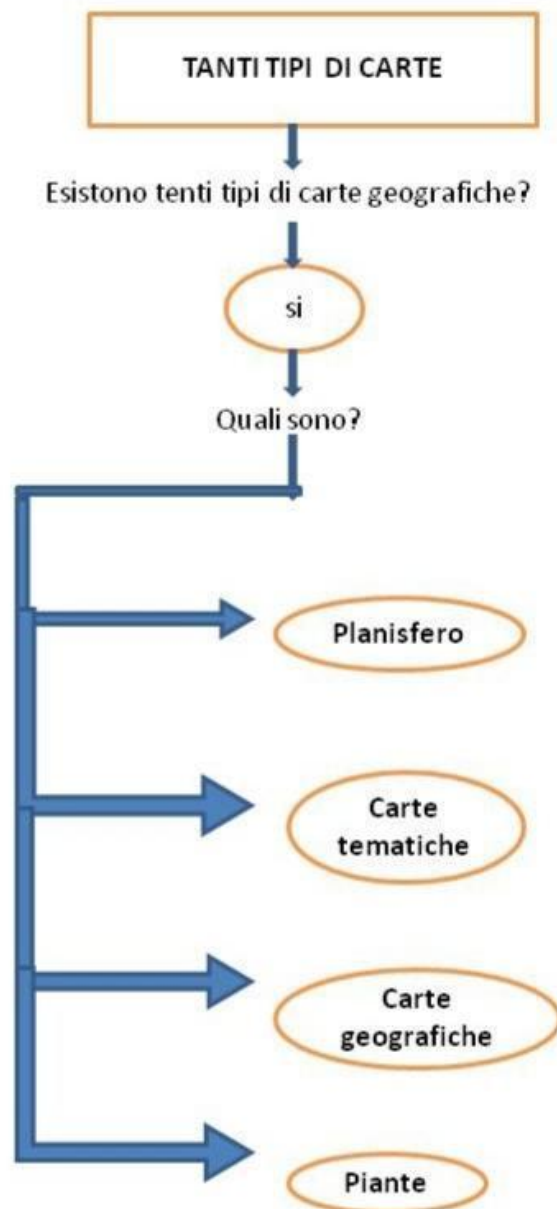 TANTI TIPI DI CARTE
Esistono tenti tipi di carte geografiche?
si
Quali sono?
Planisfero
Carte
tematiche
Carte
geografiche
Piante